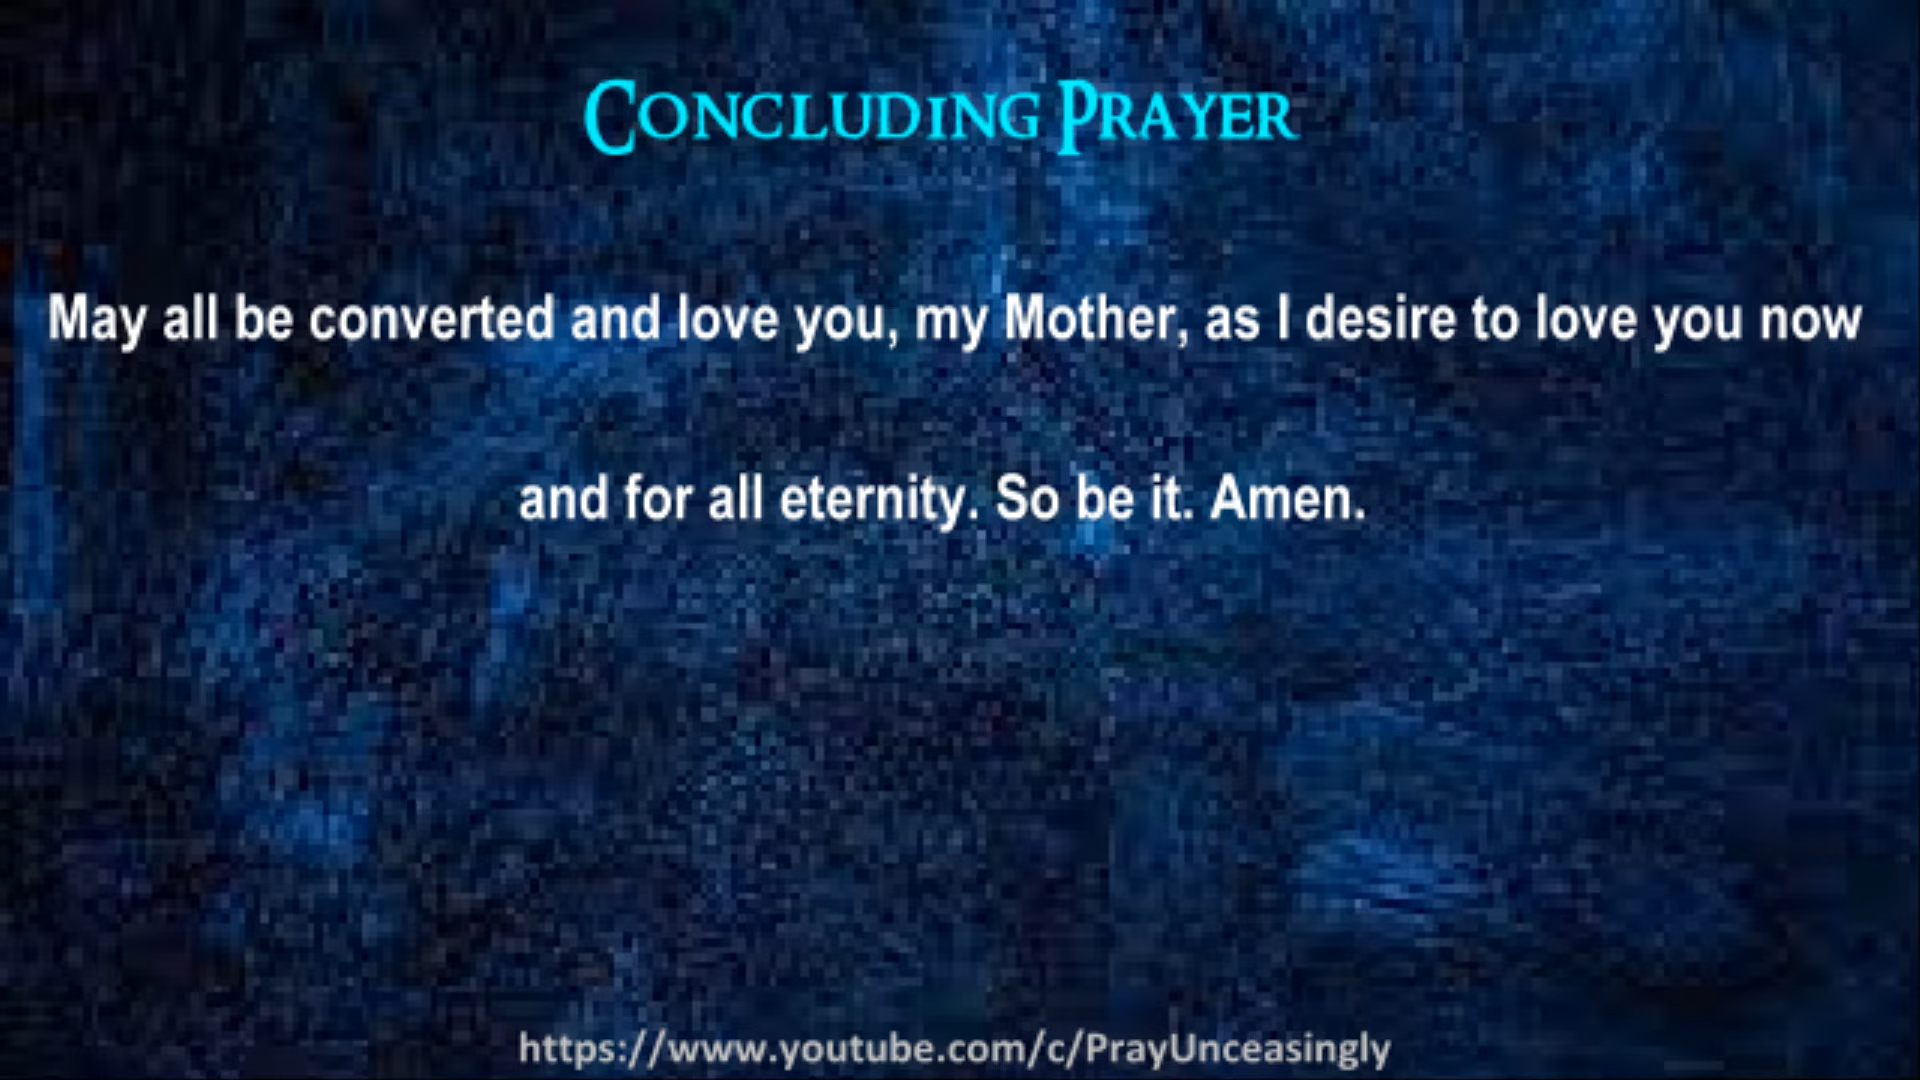 Concluding Prayer
May all be converted and love you, my Mother, as I desire to love you now
and for all eternity. So be it. Amen.
https://www.youtube.com/c/PrayUnceasingly